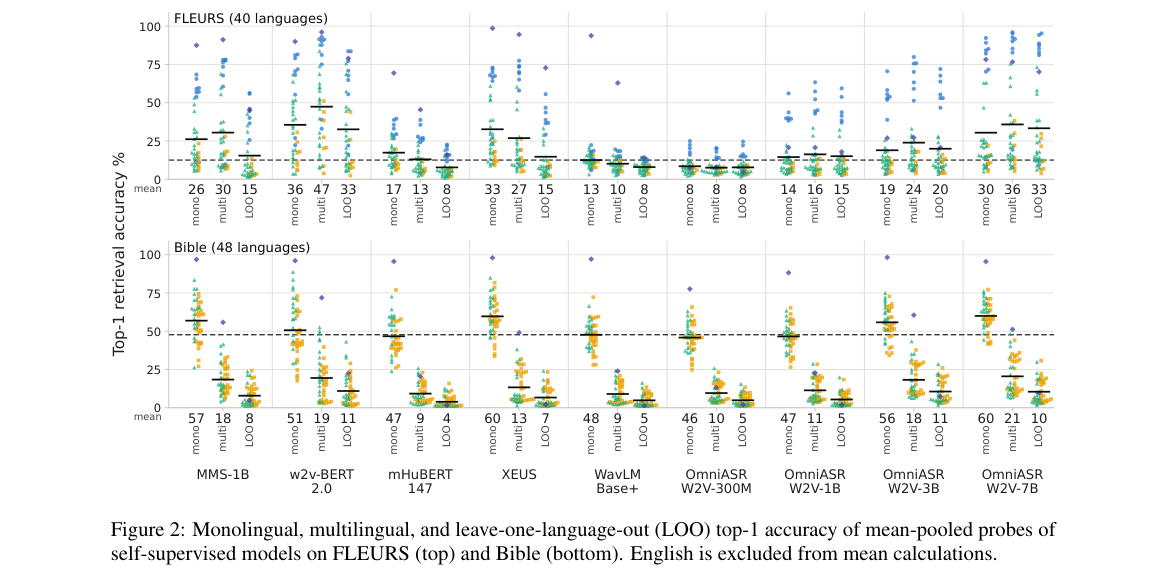 FLEURS (40 languages)
100
75
50
25
0
mean 26 30 15 36 47 33 17 13 8 33 27 15 13 10 8 8 8 8 14 16 15 19 24 20 30 36 33
mono multi LOO mono multi LOO mono multi LOO mono multi LOO mono multi LOO mono multi LOO mono multi LOO mono multi LOO mono multi LOO
Top-1 retrieval accuracy %
Bible (48 languages)
100
75
50
25
0
mean 57 18 8 51 19 11 47 9 4 60 13 7 48 9 5 46 10 5 47 11 5 56 18 11 60 21 10
mono multi LOO mono multi LOO mono multi LOO mono multi LOO mono multi LOO mono multi LOO mono multi LOO mono multi LOO mono multi LOO
MMS-1B w2v-BERT mHuBERT XEUS WavLM OmniASR OmniASR OmniASR OmniASR
2.0 147 Base+ W2V-300M W2V-1B W2V-3B W2V-7B
Figure 2: Monolingual, multilingual, and leave-one-language-out (LOO) top-1 accuracy of mean-pooled probes of
self-supervised models on FLEURS (top) and Bible (bottom). English is excluded from mean calculations.